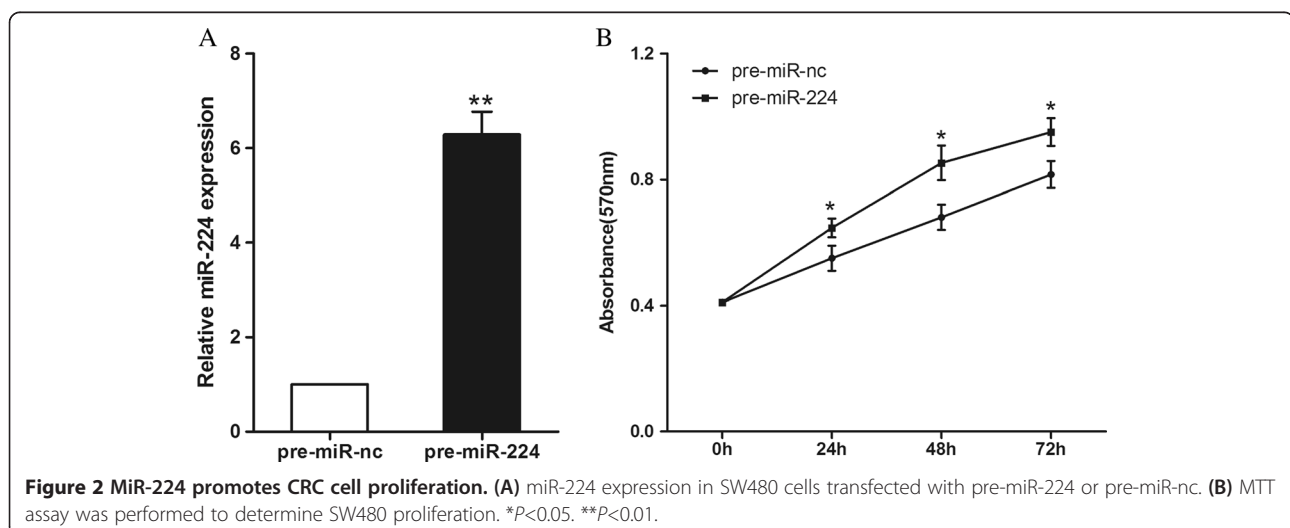 A
8
6
4
2
0
Relative miR-224 expression
**
pre-miR-nc
pre-miR-224
B
1.2
0.8
0.4
0.0
Absorbance(570nm)
pre-miR-nc
pre-miR-224
*
*
*
0h
24h
48h
72h
Figure 2 MiR-224 promotes CRC cell proliferation. (A) miR-224 expression in SW480 cells transfected with pre-miR-224 or pre-miR-nc. (B) MTT
assay was performed to determine SW480 proliferation. *P<0.05. **P<0.01.